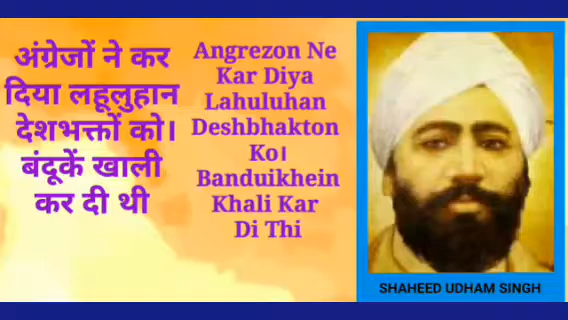 अंग्रेजों ने कर
दिया लहूलुहान
देशभक्तों को।
बंदूकें खाली
कर दी थी
Angrezon Ne
Kar Diya
Lahuluhan
Deshbhakton
Ko।
Banduikhein
Khali Kar
Di Thi
SHAHEED UDHAM SINGH